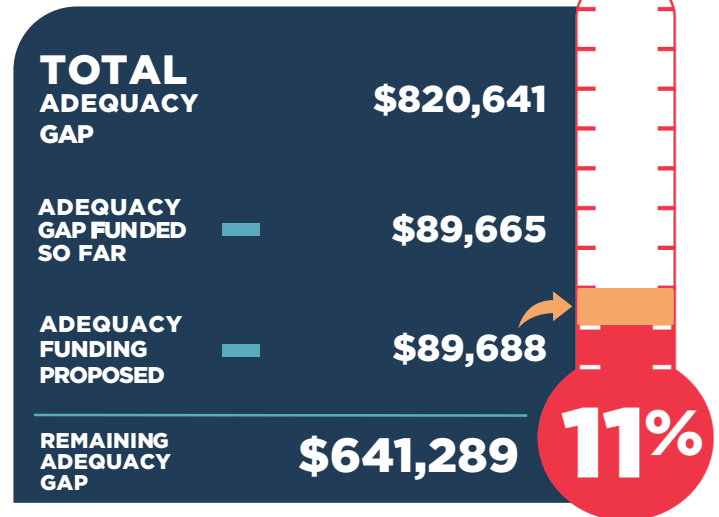 TOTAL
ADEQUACY
GAP
$820,641
ADEQUACY
GAP FUNDED
SO FAR
$89,665
ADEQUACY
FUNDING
PROPOSED
$89,688
REMAINING
ADEQUACY
GAP
$641,289
11%